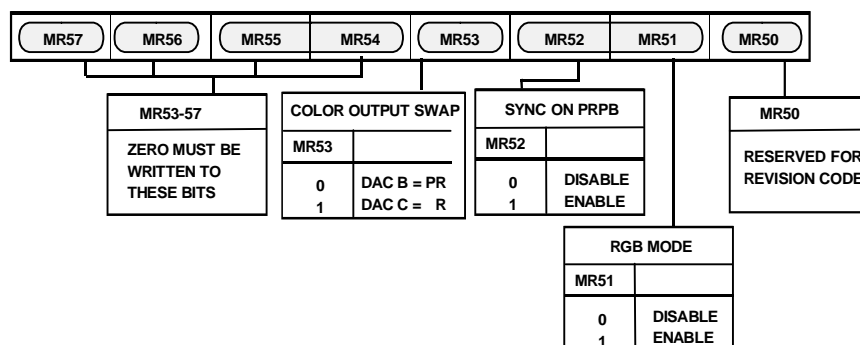 MR57 MR56 MR55 MR54 MR53 MR52 MR51 MR50
MR53-57
ZERO MUST BE
WRITTEN TO
THESE BITS
COLOR OUTPUT SWAP
MR53
0 DAC B = PR
1 DAC C = R
SYNC ON PRPB
MR52
0 DISABLE
1 ENABLE
MR50
RESERVED FOR
REVISION CODE
RGB MODE
MR51
0 DISABLE
1 ENABLE